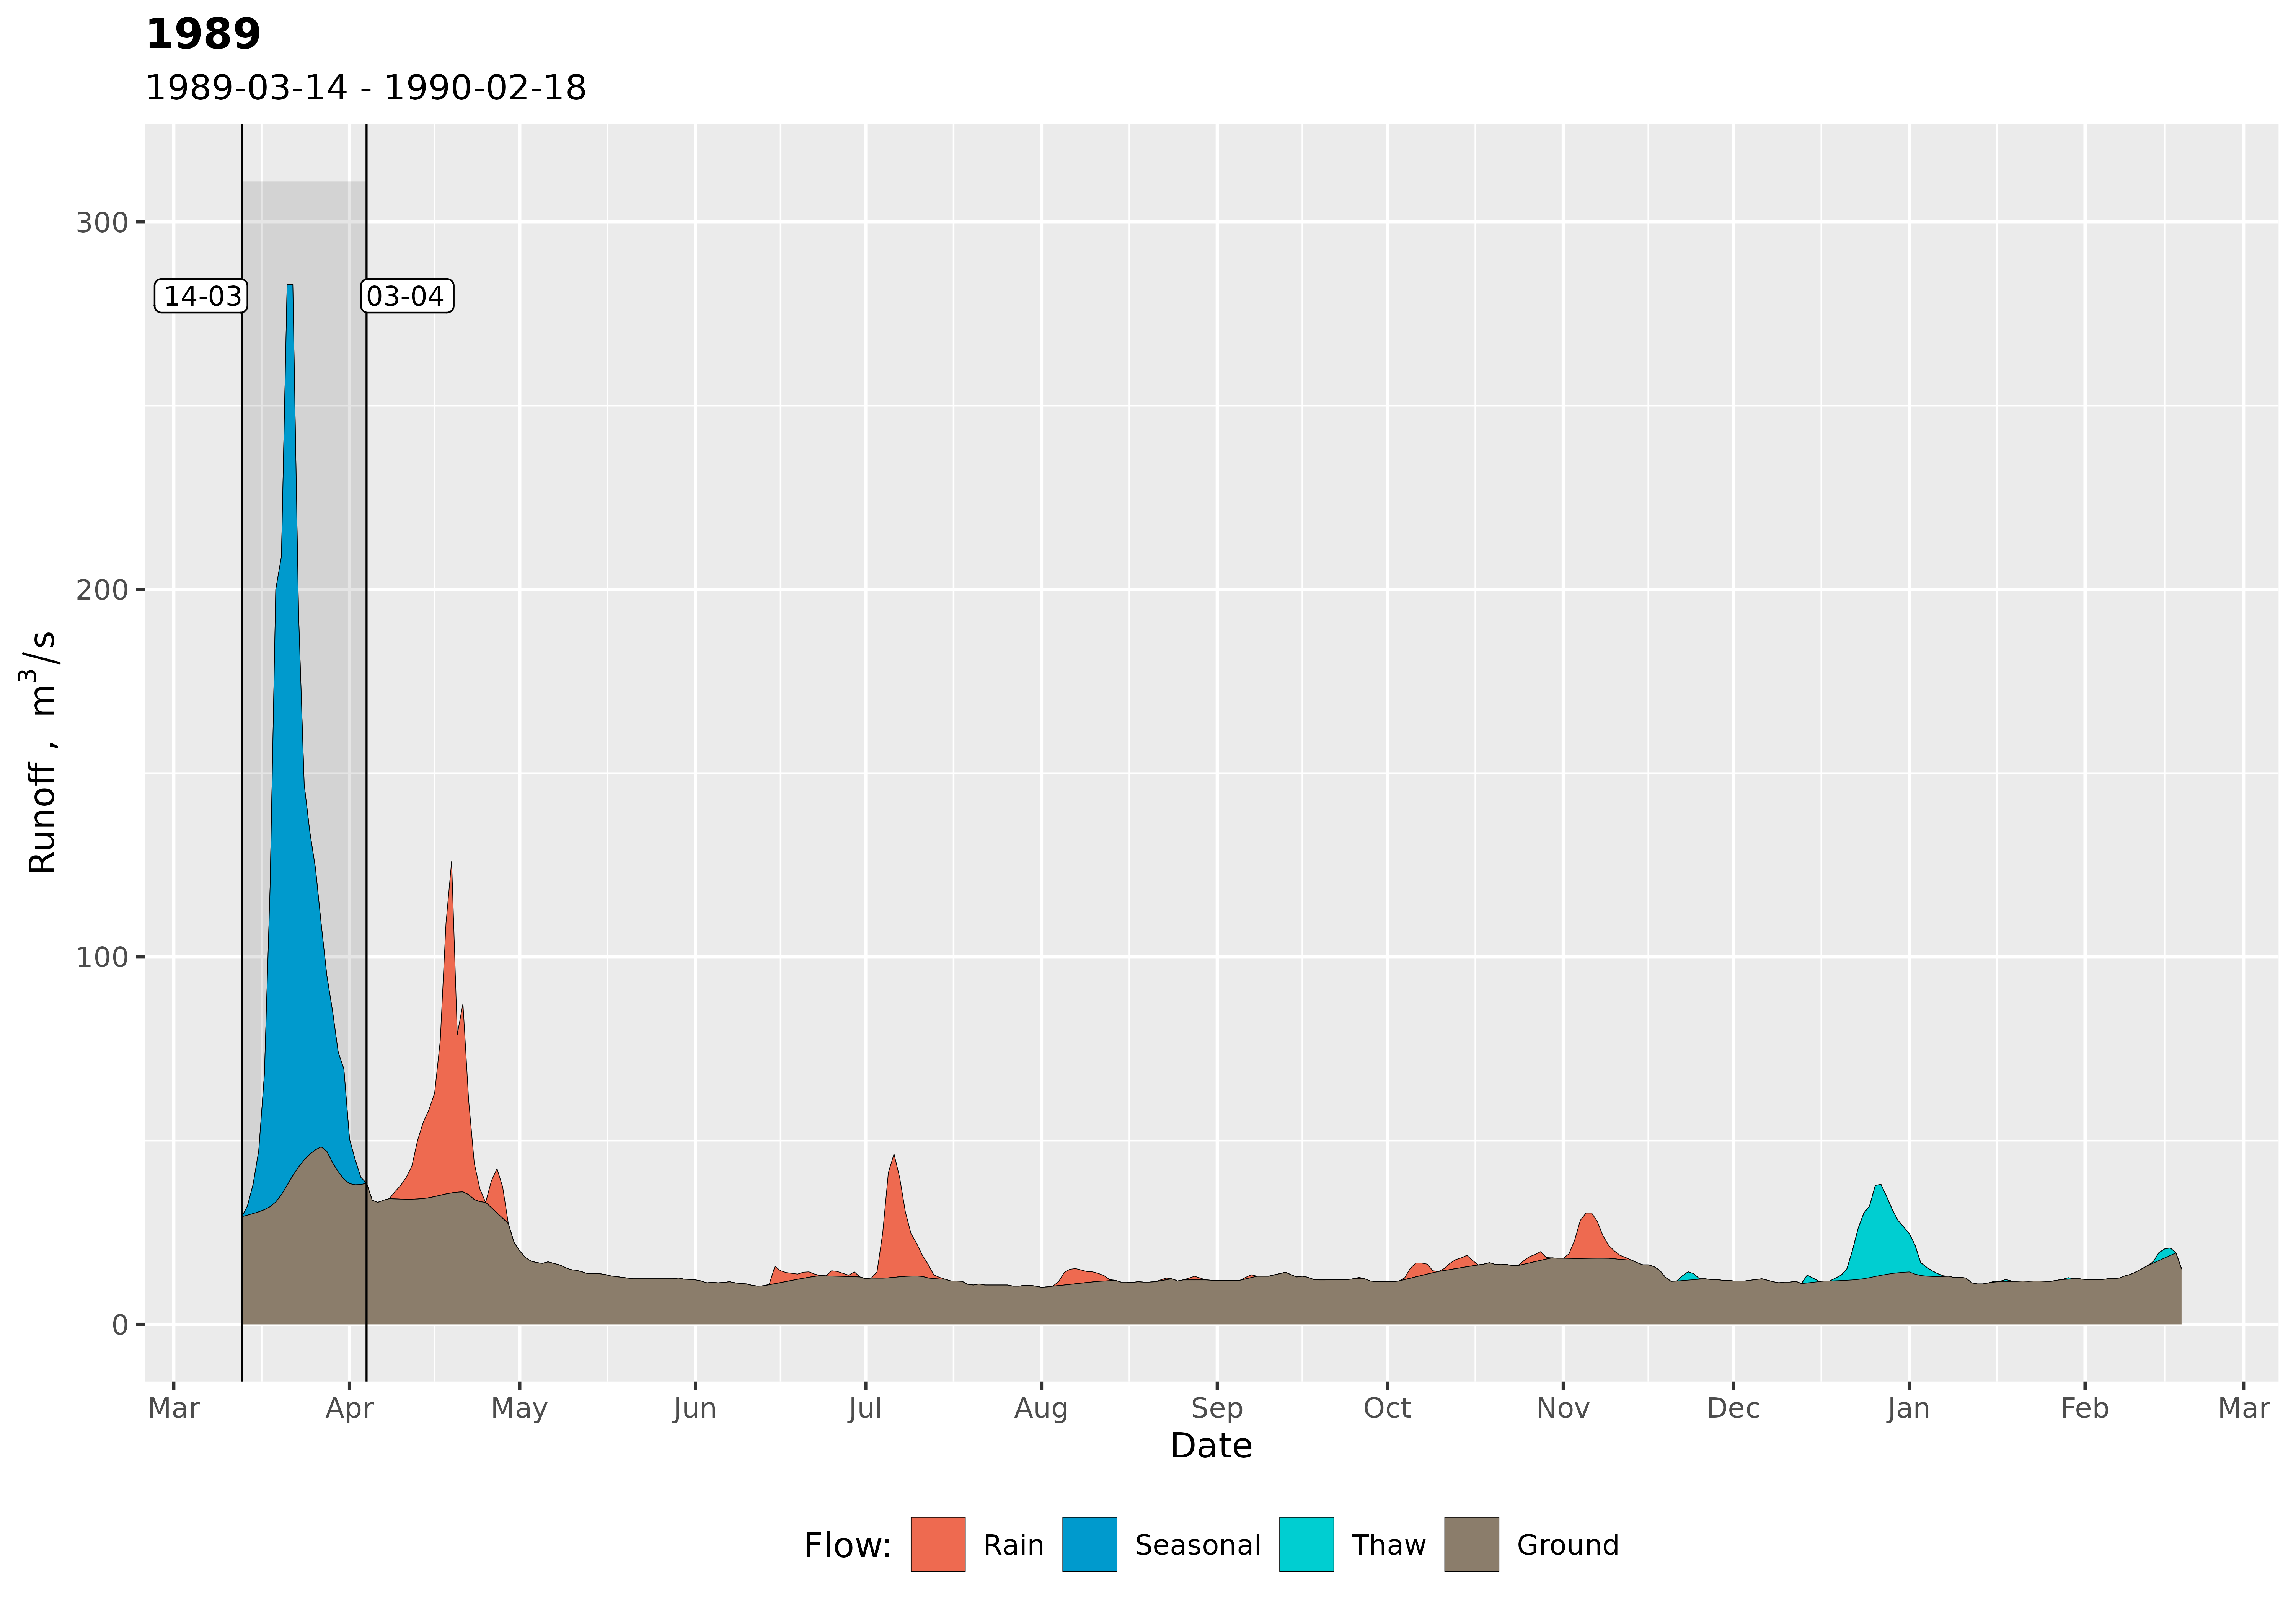 1989
1989-03-14 - 1990-02-18
300
200
100
0
14-03
03-04
Runoff , m³/s
Mar Apr May Jun Jul Aug Sep Oct Nov Dec Jan Feb Mar
Date
Flow: Rain Seasonal Thaw Ground